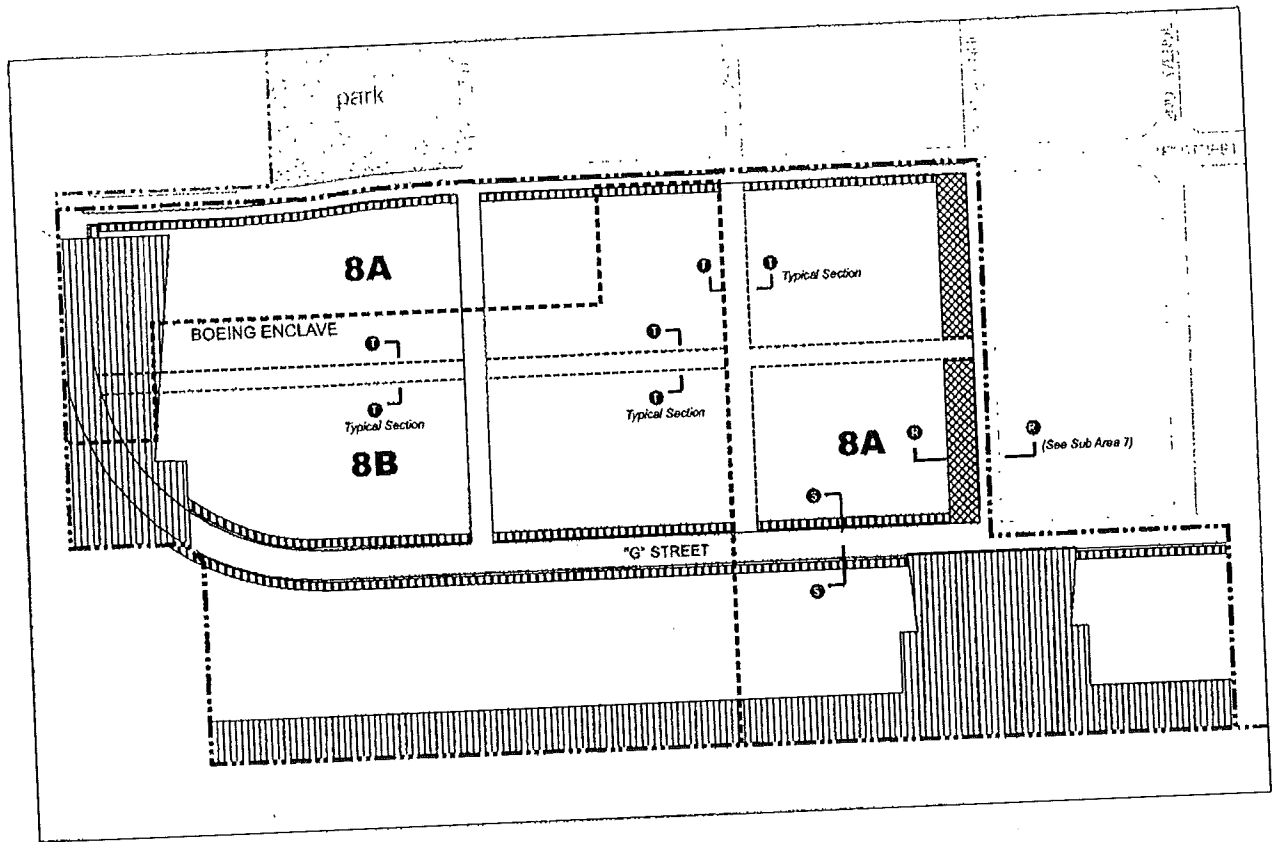 park
8A
T
T
Typical Section
BOEING ENCLAVE
T
T
T
Typical Section
T
Typical Section
8B
8A
R
R
(See Sub Area 7)
S
"G" STREET
S